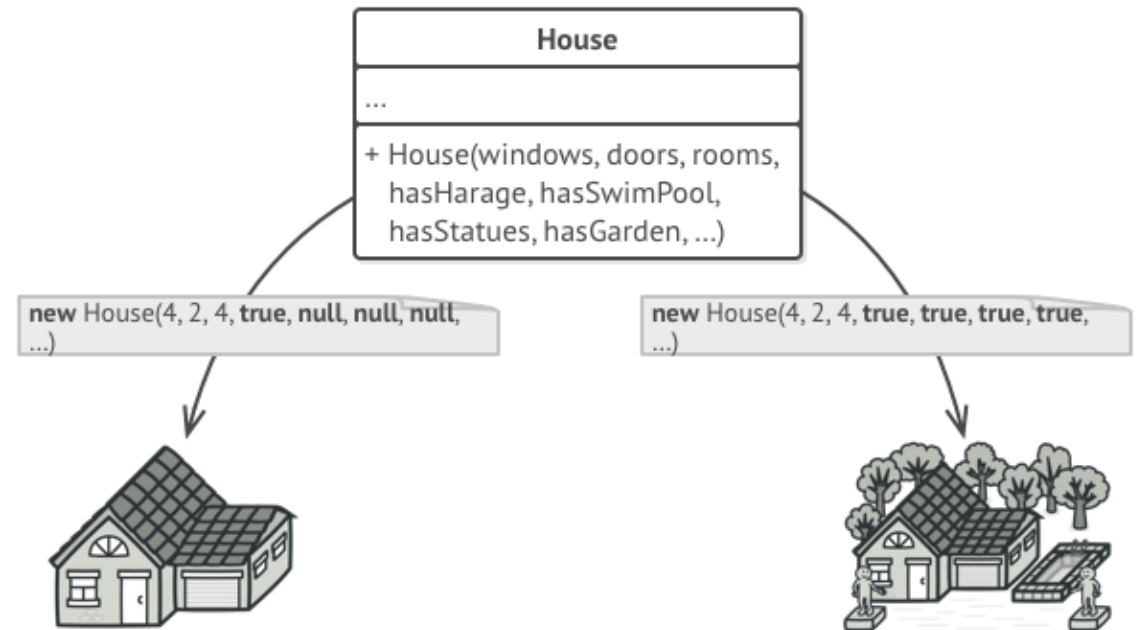 House
...
+ House(windows, doors, rooms,
hasHarage, hasSwimPool,
hasStatues, hasGarden, ...)
new House(4, 2, 4, true, null, null, null,
...)
new House(4, 2, 4, true, true, true, true,
...)